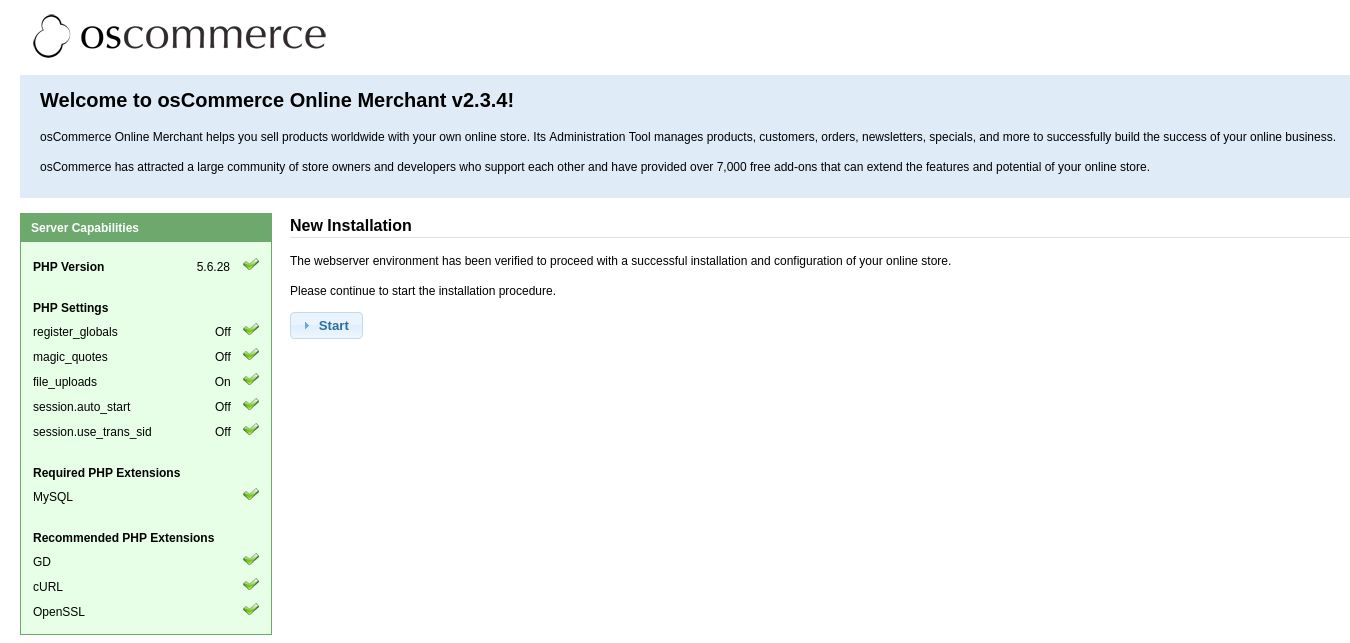 oscommerce
Welcome to osCommerce Online Merchant v2.3.4!
osCommerce Online Merchant helps you sell products worldwide with your own online store. Its Administration Tool manages products, customers, orders, newsletters, specials, and more to successfully build the success of your online business.
osCommerce has attracted a large community of store owners and developers who support each other and have provided over 7,000 free add-ons that can extend the features and potential of your online store.
Server Capabilities
PHP Version 5.6.28
PHP Settings
register_globals Off
magic_quotes Off
file_uploads On
session.auto_start Off
session.use_trans_sid Off
Required PHP Extensions
MySQL
Recommended PHP Extensions
GD
cURL
OpenSSL
New Installation
The webserver environment has been verified to proceed with a successful installation and configuration of your online store.
Please continue to start the installation procedure.
Start